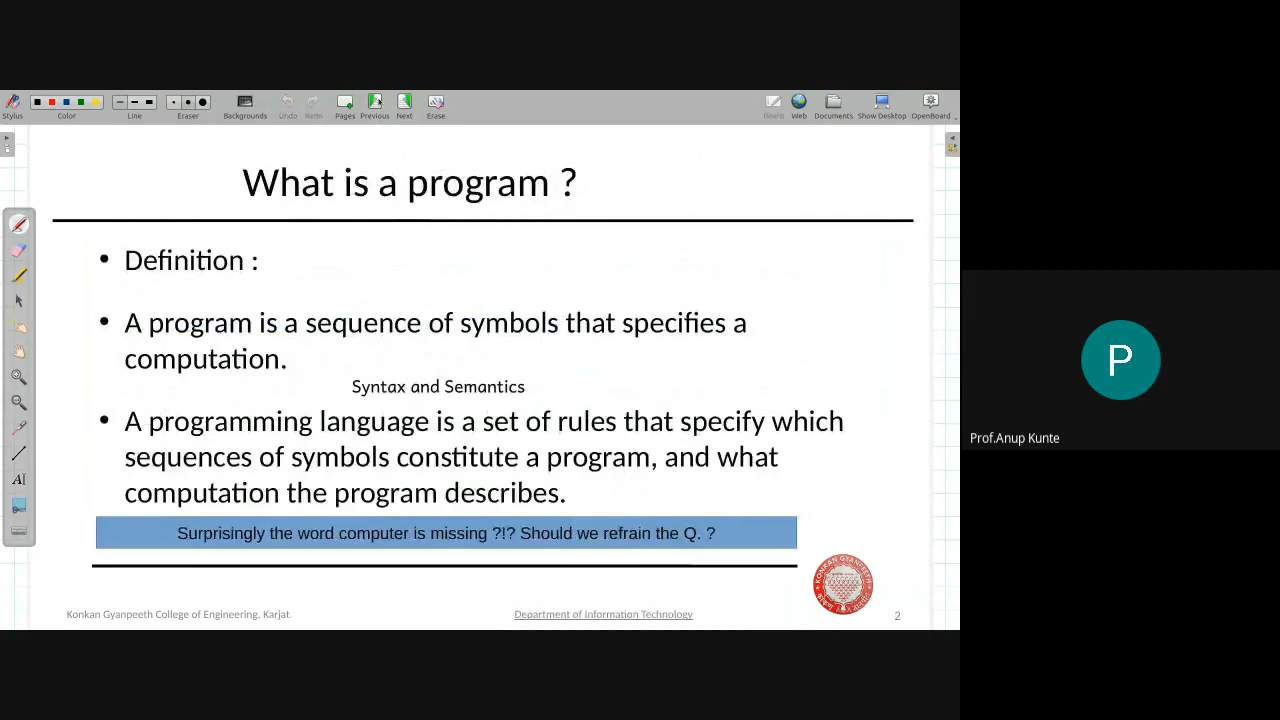 Stylus Color Line Eraser Backgrounds Undo Redo Pages Previous Next Erase Board Web Documents Show Desktop OpenBoard
What is a program ?
• Definition :
• A program is a sequence of symbols that specifies a
computation.
Syntax and Semantics
• A programming language is a set of rules that specify which
sequences of symbols constitute a program, and what
computation the program describes.
Surprisingly the word computer is missing ?!? Should we refrain the Q. ?
KONKAN GYANPEETH
Konkan Gyanpeeth College of Engineering, Karjat. Department of Information Technology 2
P
Prof.Anup Kunte